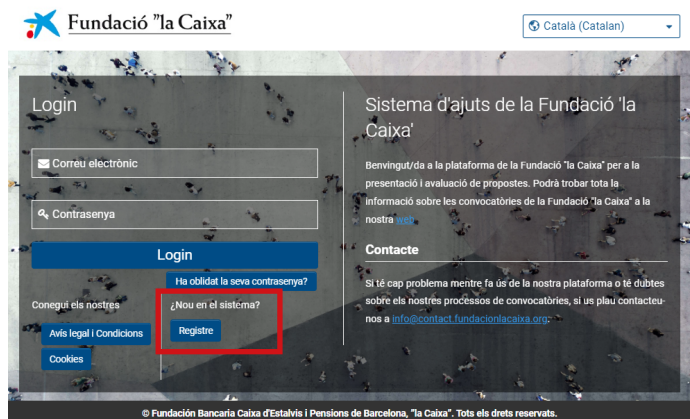 Fundació "la Caixa"
Català (Catalan)
Login
Correu electrònic
Contrasenya
Login
Ha oblidat la seva contrasenya?
Conegui els nostres
Avís legal i Condicions
Cookies
¿Nou en el sistema?
Registre
Sistema d'ajuts de la Fundació 'la
Caixa'
Benvingut/da a la plataforma de la Fundació "la Caixa" per a la
presentació i avaluació de propostes. Podrà trobar tota la
informació sobre les convocatòries de la Fundació "la Caixa" a la
nostra web.
Contacte
Si té cap problema mentre fa ús de la nostra plataforma o té dubtes
sobre els nostres processos de convocatòries, si us plau contacteu-
nos a info@contact.fundacionlacaixa.org.
© Fundación Bancaria Caixa d'Estalvis i Pensions de Barcelona, "la Caixa". Tots els drets reservats.